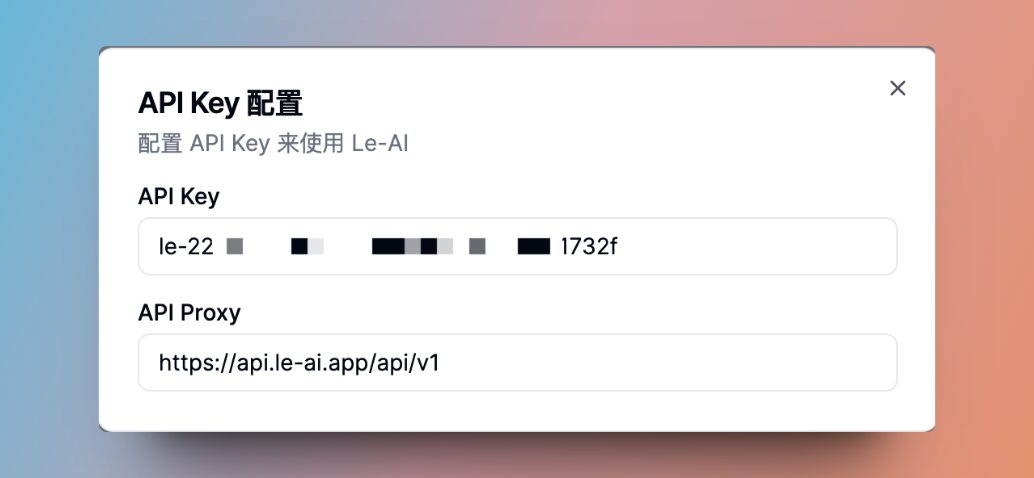 API Key 配置
配置 API Key 来使用 Le-AI
API Key
le-22 1732f
API Proxy
https://api.le-ai.app/api/v1